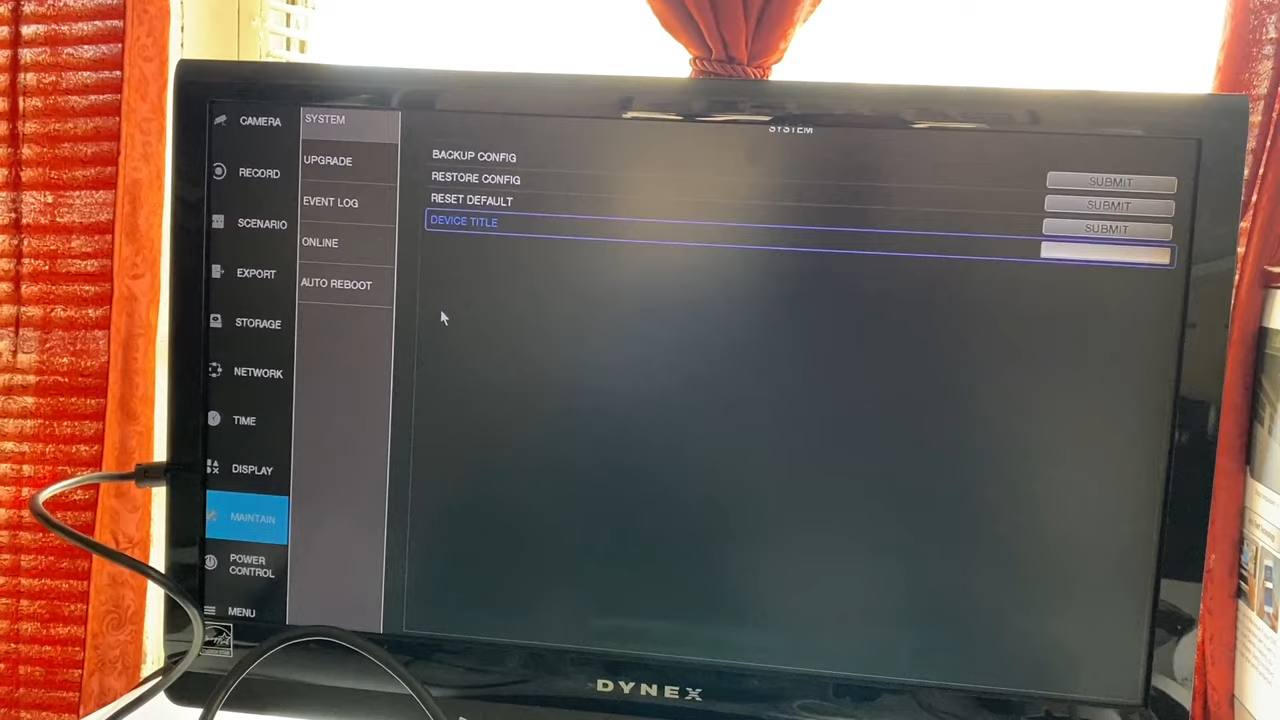 SYSTEM
CAMERA
RECORD
SCENARIO
EXPORT
STORAGE
NETWORK
TIME
DISPLAY
MAINTAIN
POWER
CONTROL
MENU
SYSTEM
UPGRADE
EVENT LOG
ONLINE
AUTO REBOOT
BACKUP CONFIG
SUBMIT
RESTORE CONFIG
SUBMIT
RESET DEFAULT
SUBMIT
DEVICE TITLE
DYNEX